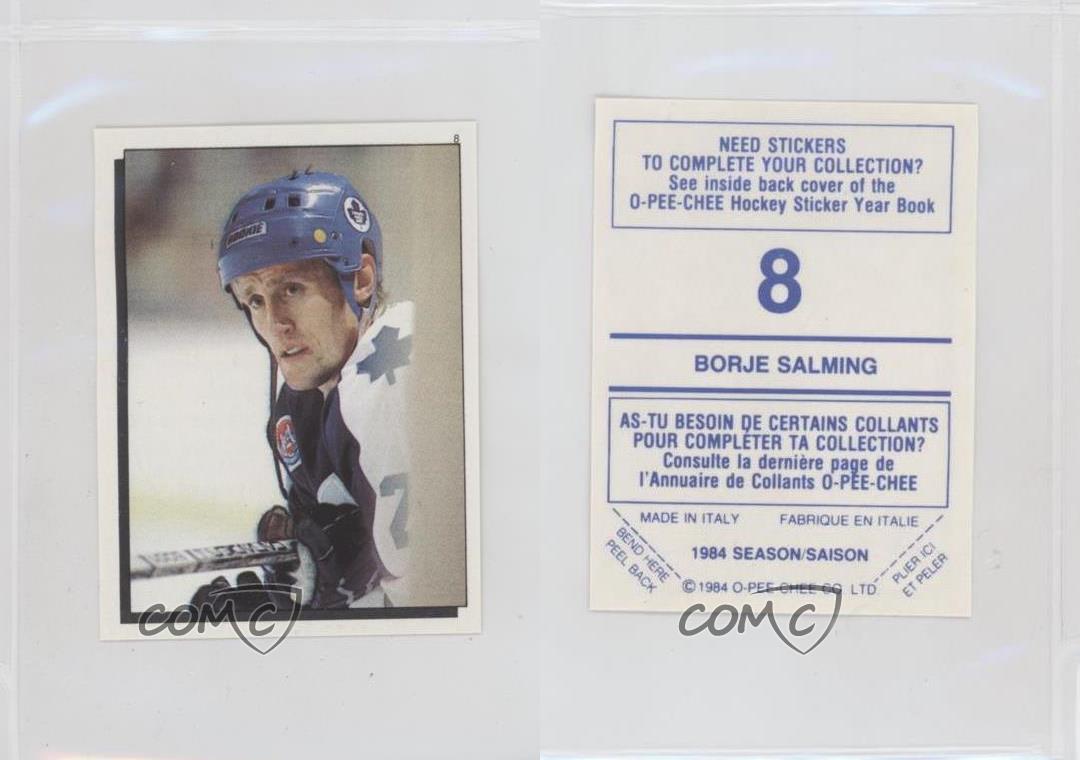 8
COMC
NEED STICKERS
TO COMPLETE YOUR COLLECTION?
See inside back cover of the
O-PEE-CHEE Hockey Sticker Year Book
8
BORJE SALMING
AS-TU BESOIN DE CERTAINS COLLANTS
POUR COMPLÉTER TA COLLECTION?
Consulte la dernière page de
l'Annuaire de Collants O-PEE-CHEE
MADE IN ITALY FABRIQUE EN ITALIE
BEND HERE
PEEL BACK
1984 SEASON/SAISON
PLIER ICI
ET PELER
© 1984 O-PEE-CHEE CO. LTD.
COMC